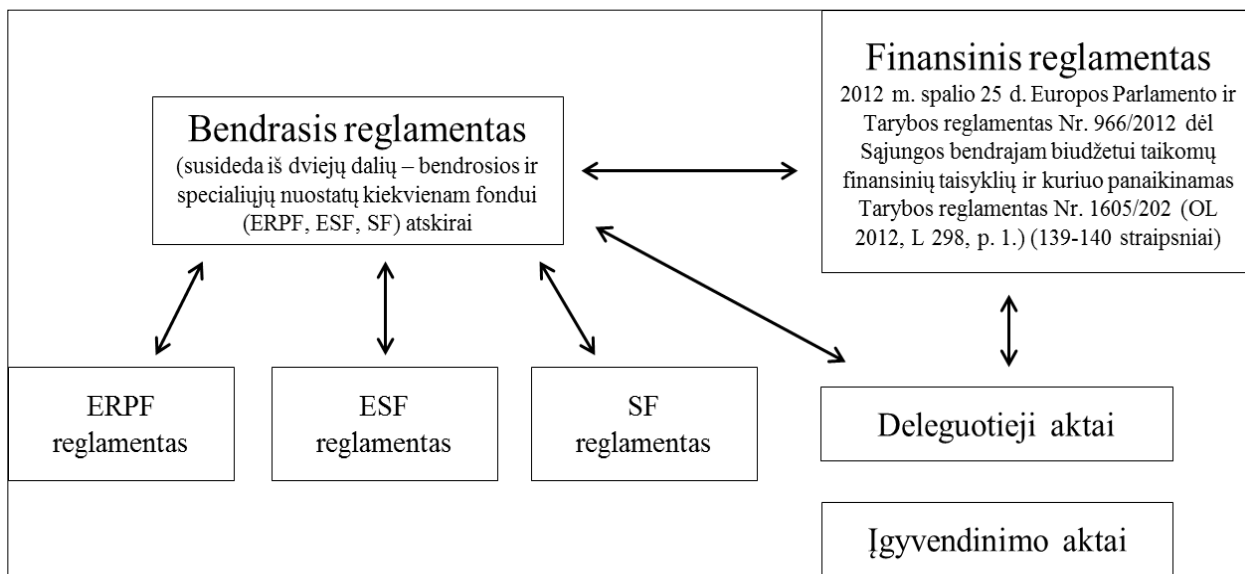 Bendrasis reglamentas
(susideda iš dviejų dalių – bendrosios ir
specialiųjų nuostatų kiekvienam fondui
(ERPF, ESF, SF) atskirai
Finansinis reglamentas
2012 m. spalio 25 d. Europos Parlamento ir
Tarybos reglamentas Nr. 966/2012 dėl
Sąjungos bendrajam biudžetui taikomų
finansinių taisyklių ir kuriuo panaikinamas
Tarybos reglamentas Nr. 1605/202 (OL
2012, L 298, p. 1.) (139-140 straipsniai)
ERPF
reglamentas
ESF
reglamentas
SF
reglamentas
Deleguotieji aktai
Įgyvendinimo aktai